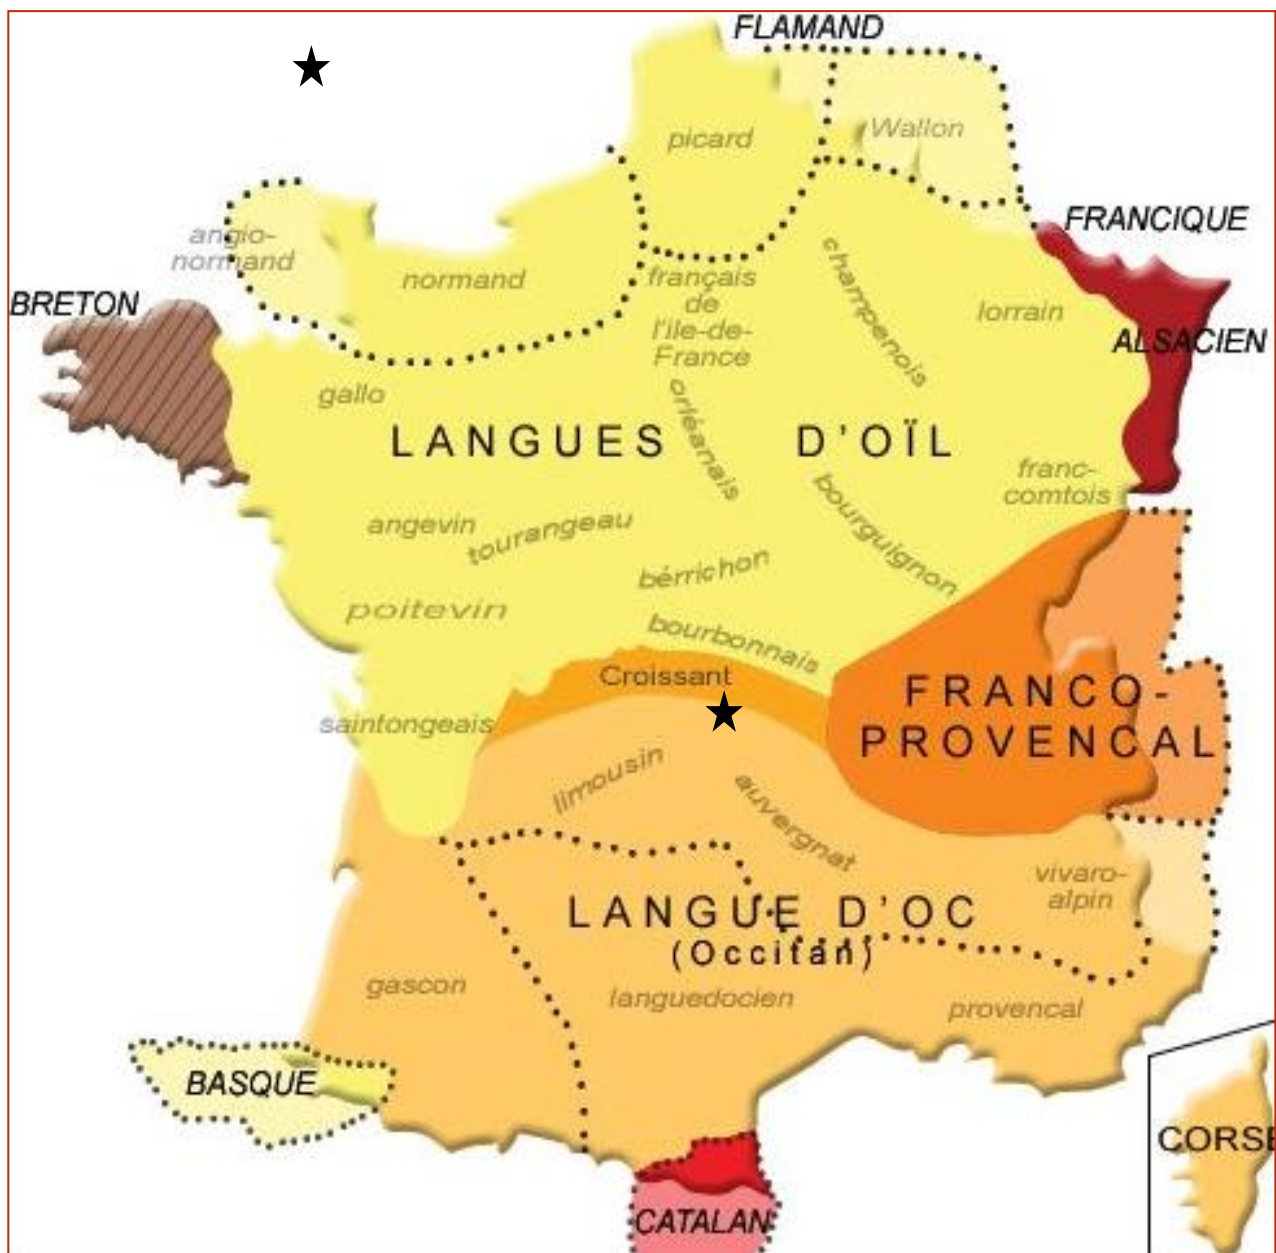 FLAMAND
picard
Wallon
FRANCIQUE
anglo-
normand
normand
français
de
l'ile-de-
France
champenois
lorrain
BRETON
ALSACIEN
gallo
orléanais
LANGUES D'OÏL
franc-
comtois
angevin
tourangeau
bourguignon
bérrichon
poitevin
bourbonnais
Croissant
FRANCO-
PROVENCAL
saintongeais
limousin
auvergnat
vivaro-
alpin
LANGUE D'OC
(Occitan)
gascon
languedocien
provencal
BASQUE
CORSE
CATALAN